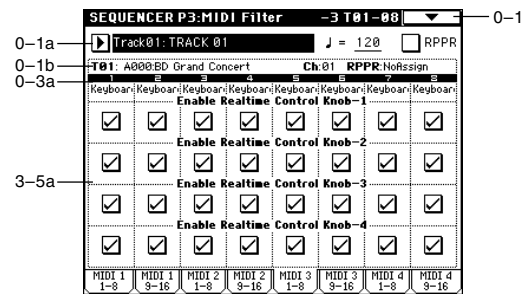 SEQUENCER P3:MIDI Filter -3 T01-08
0-1
0-1a
Track01: TRACK 01
♩ = 120
RPPR
0-1b
T01: A000:BD Grand Concert Ch:01 RPPR:NoAssign
0-3a
1 2 3 4 5 6 7 8
Keyboar Keyboar Keyboar Keyboar Keyboar Keyboar Keyboar Keyboar
Enable Realtime Control Knob-1
Enable Realtime Control Knob-2
3-5a
Enable Realtime Control Knob-3
Enable Realtime Control Knob-4
MIDI 1 1-8
MIDI 1 9-16
MIDI 2 1-8
MIDI 2 9-16
MIDI 3 1-8
MIDI 3 9-16
MIDI 4 1-8
MIDI 4 9-16